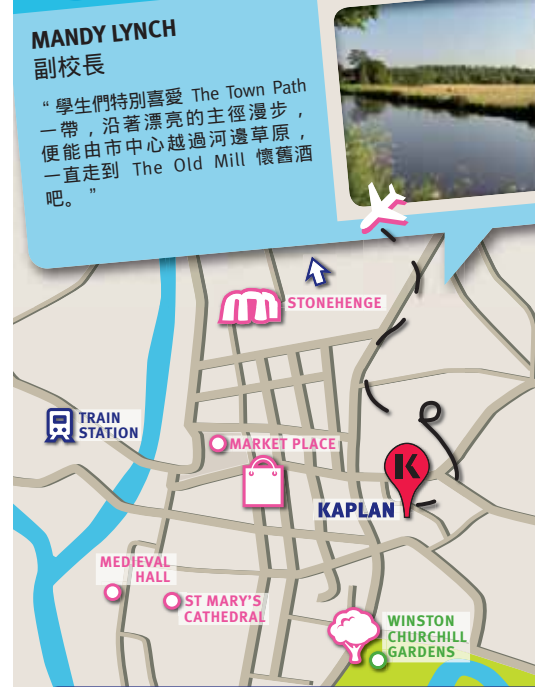 MANDY LYNCH
副校長
“ 學生們特別喜愛 The Town Path
一帶，沿著漂亮的主徑漫步，
便能由市中心越過河邊草原，
一直走到 The Old Mill 懷舊酒
吧。”
STONEHENGE
TRAIN
STATION
MARKET PLACE
K
KAPLAN
MEDIEVAL
HALL
ST MARY'S
CATHEDRAL
WINSTON
CHURCHILL
GARDENS